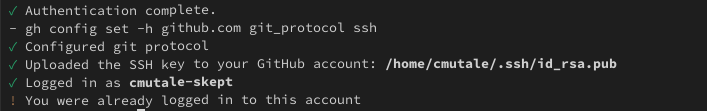 ✓ Authentication complete.
- gh config set -h github.com git_protocol ssh
✓ Configured git protocol
✓ Uploaded the SSH key to your GitHub account: /home/cmutale/.ssh/id_rsa.pub
✓ Logged in as cmutale-skept
! You were already logged in to this account